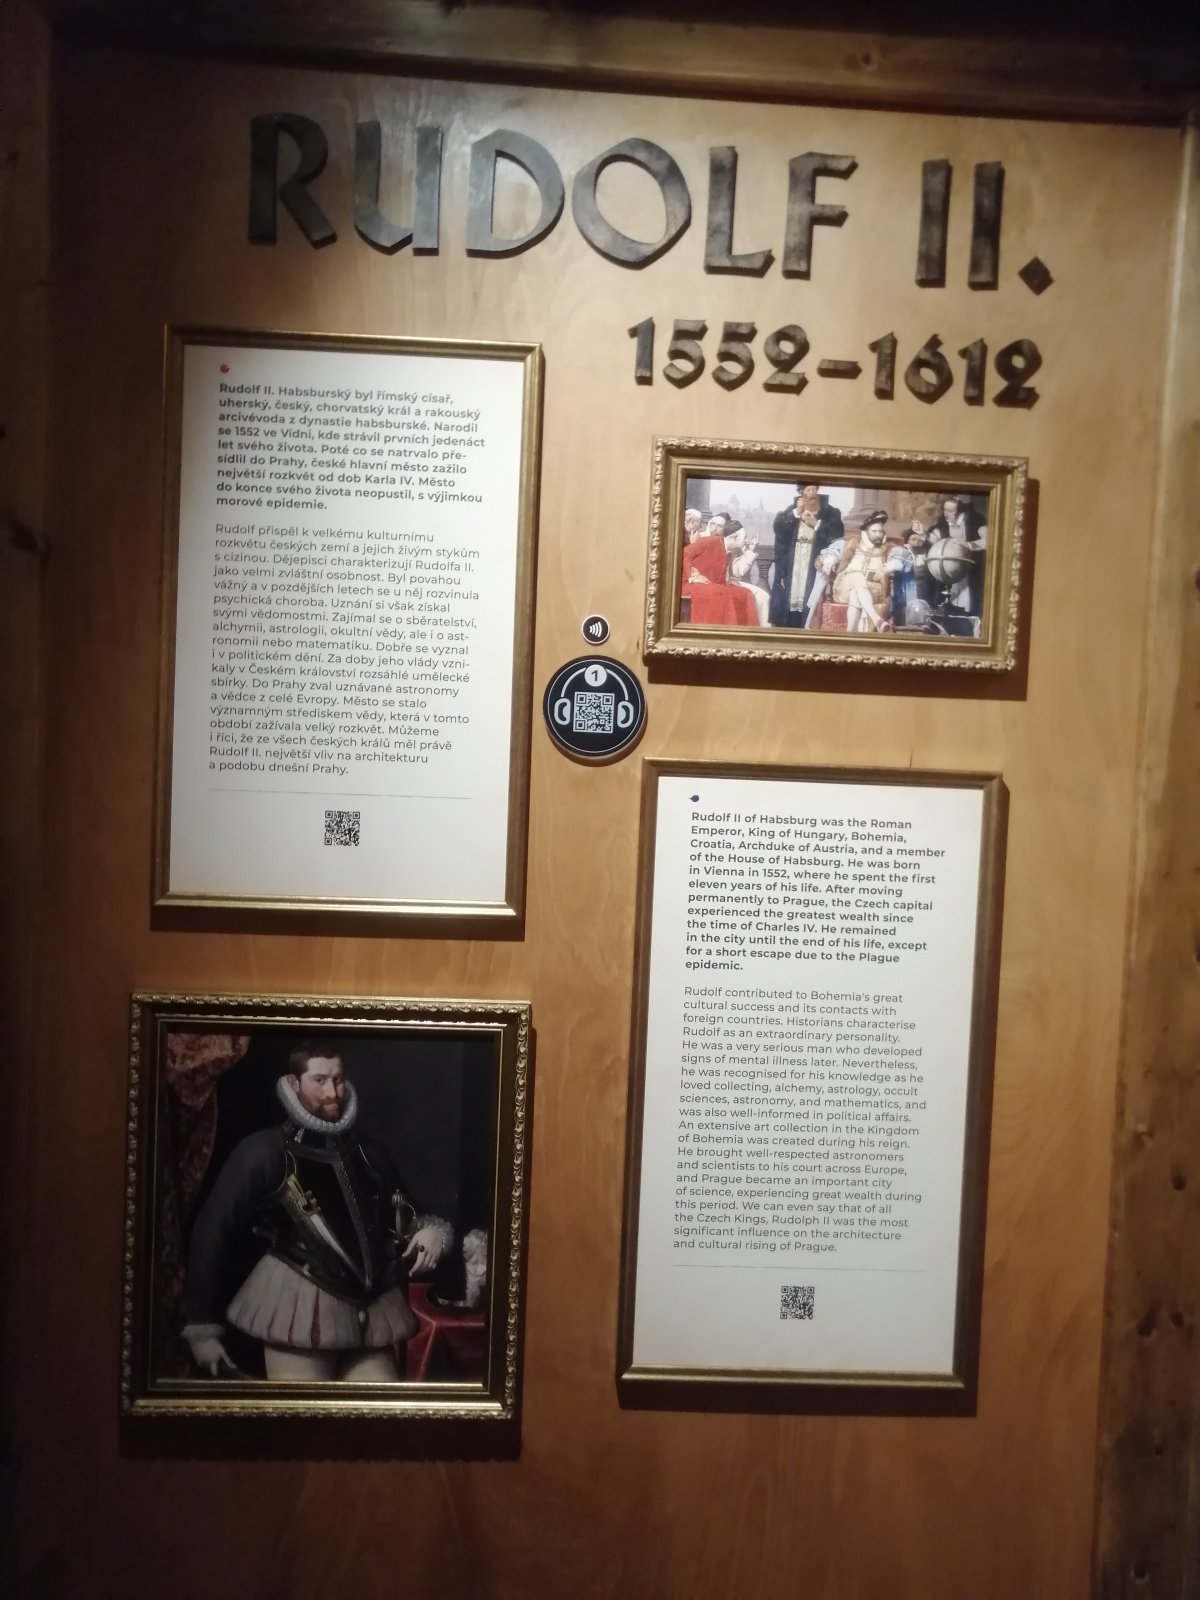 RUDOLF II.
1552–1612
Rudolf II. Habsburský byl římský císař,
uherský, český, chorvatský král a rakouský
arcivévoda z dynastie habsburské. Narodil
se 1552 ve Vídni, kde strávil prvních jedenáct
let svého života. Poté co se natrvalo pře-
sídlil do Prahy, české hlavní město zažilo
největší rozkvět od dob Karla IV. Město
do konce svého života neopustil, s výjimkou
morové epidemie.
Rudolf přispěl k velkému kulturnímu
rozkvětu českých zemí a jejich živým stykům
s cizinou. Dějepisci charakterizují Rudolfa II.
jako velmi zvláštní osobnost. Byl povahou
vážný a v pozdějších letech se u něj rozvinula
psychická choroba. Uznání si však získal
svými vědomostmi. Zajímal se o sběratelství,
alchymii, astrologii, okultní vědy, ale i o ast-
ronomii nebo matematiku. Dobře se vyznal
i v politickém dění. Za doby jeho vlády vzni-
kaly v Českém království rozsáhlé umělecké
sbírky. Do Prahy zval uznávané astronomy
a vědce z celé Evropy. Město se stalo
významným střediskem vědy, která v tomto
období zažívala velký rozkvět. Můžeme
i říci, že ze všech českých králů měl právě
Rudolf II. největší vliv na architekturu
a podobu dnešní Prahy.
1
Rudolf II of Habsburg was the Roman
Emperor, King of Hungary, Bohemia,
Croatia, Archduke of Austria, and a member
of the House of Habsburg. He was born
in Vienna in 1552, where he spent the first
eleven years of his life. After moving
permanently to Prague, the Czech capital
experienced the greatest wealth since
the time of Charles IV. He remained
in the city until the end of his life, except
for a short escape due to the Plague
epidemic.
Rudolf contributed to Bohemia's great
cultural success and its contacts with
foreign countries. Historians characterise
Rudolf as an extraordinary personality.
He was a very serious man who developed
signs of mental illness later. Nevertheless,
he was recognised for his knowledge as he
loved collecting, alchemy, astrology, occult
sciences, astronomy, and mathematics, and
was also well-informed in political affairs.
An extensive art collection in the Kingdom
of Bohemia was created during his reign.
He brought well-respected astronomers
and scientists to his court across Europe,
and Prague became an important city
of science, experiencing great wealth during
this period. We can even say that of all
the Czech Kings, Rudolph II was the most
significant influence on the architecture
and cultural rising of Prague.